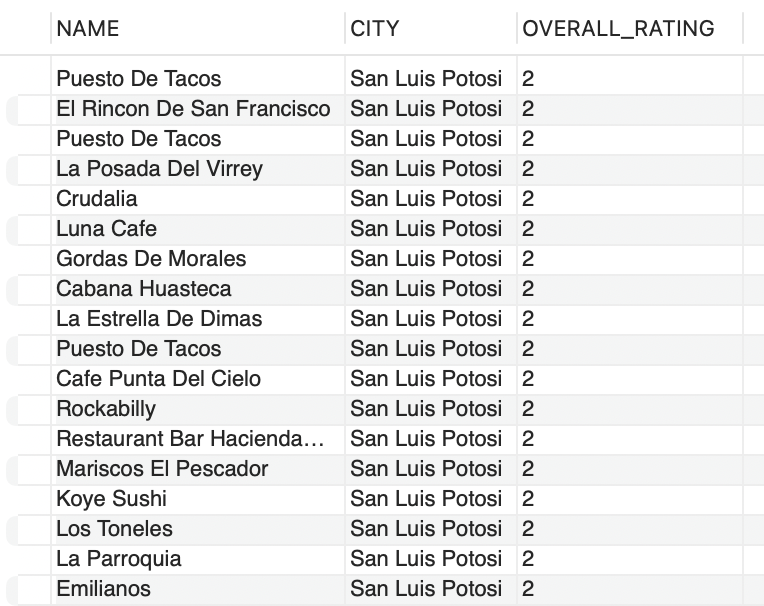 NAME CITY OVERALL_RATING
Puesto De Tacos San Luis Potosi 2
El Rincon De San Francisco San Luis Potosi 2
Puesto De Tacos San Luis Potosi 2
La Posada Del Virrey San Luis Potosi 2
Crudalia San Luis Potosi 2
Luna Cafe San Luis Potosi 2
Gordas De Morales San Luis Potosi 2
Cabana Huasteca San Luis Potosi 2
La Estrella De Dimas San Luis Potosi 2
Puesto De Tacos San Luis Potosi 2
Cafe Punta Del Cielo San Luis Potosi 2
Rockabilly San Luis Potosi 2
Restaurant Bar Hacienda… San Luis Potosi 2
Mariscos El Pescador San Luis Potosi 2
Koye Sushi San Luis Potosi 2
Los Toneles San Luis Potosi 2
La Parroquia San Luis Potosi 2
Emilianos San Luis Potosi 2